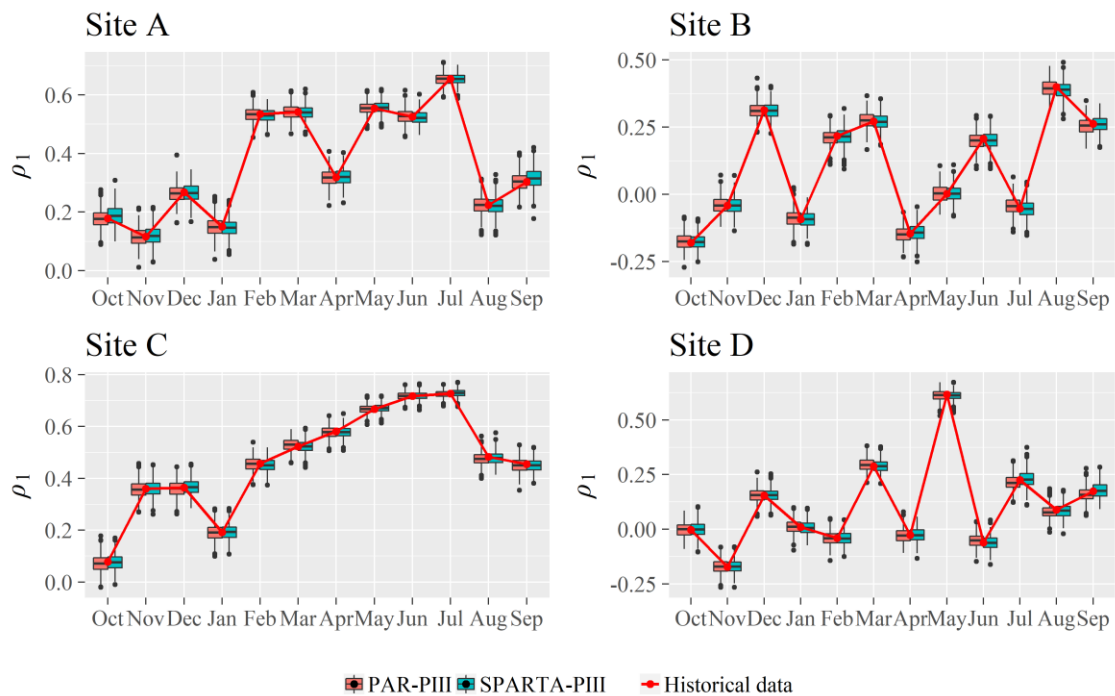 Site A
0.6
0.4
0.2
0.0
ρ1
Oct Nov Dec Jan Feb Mar Apr May Jun Jul Aug Sep
Site B
0.50
0.25
0.00
-0.25
ρ1
Oct Nov Dec Jan Feb Mar Apr May Jun Jul Aug Sep
Site C
0.8
0.6
0.4
0.2
0.0
ρ1
Oct Nov Dec Jan Feb Mar Apr May Jun Jul Aug Sep
Site D
0.50
0.25
0.00
-0.25
ρ1
Oct Nov Dec Jan Feb Mar Apr May Jun Jul Aug Sep
PAR-PIII SPARTA-PIII Historical data